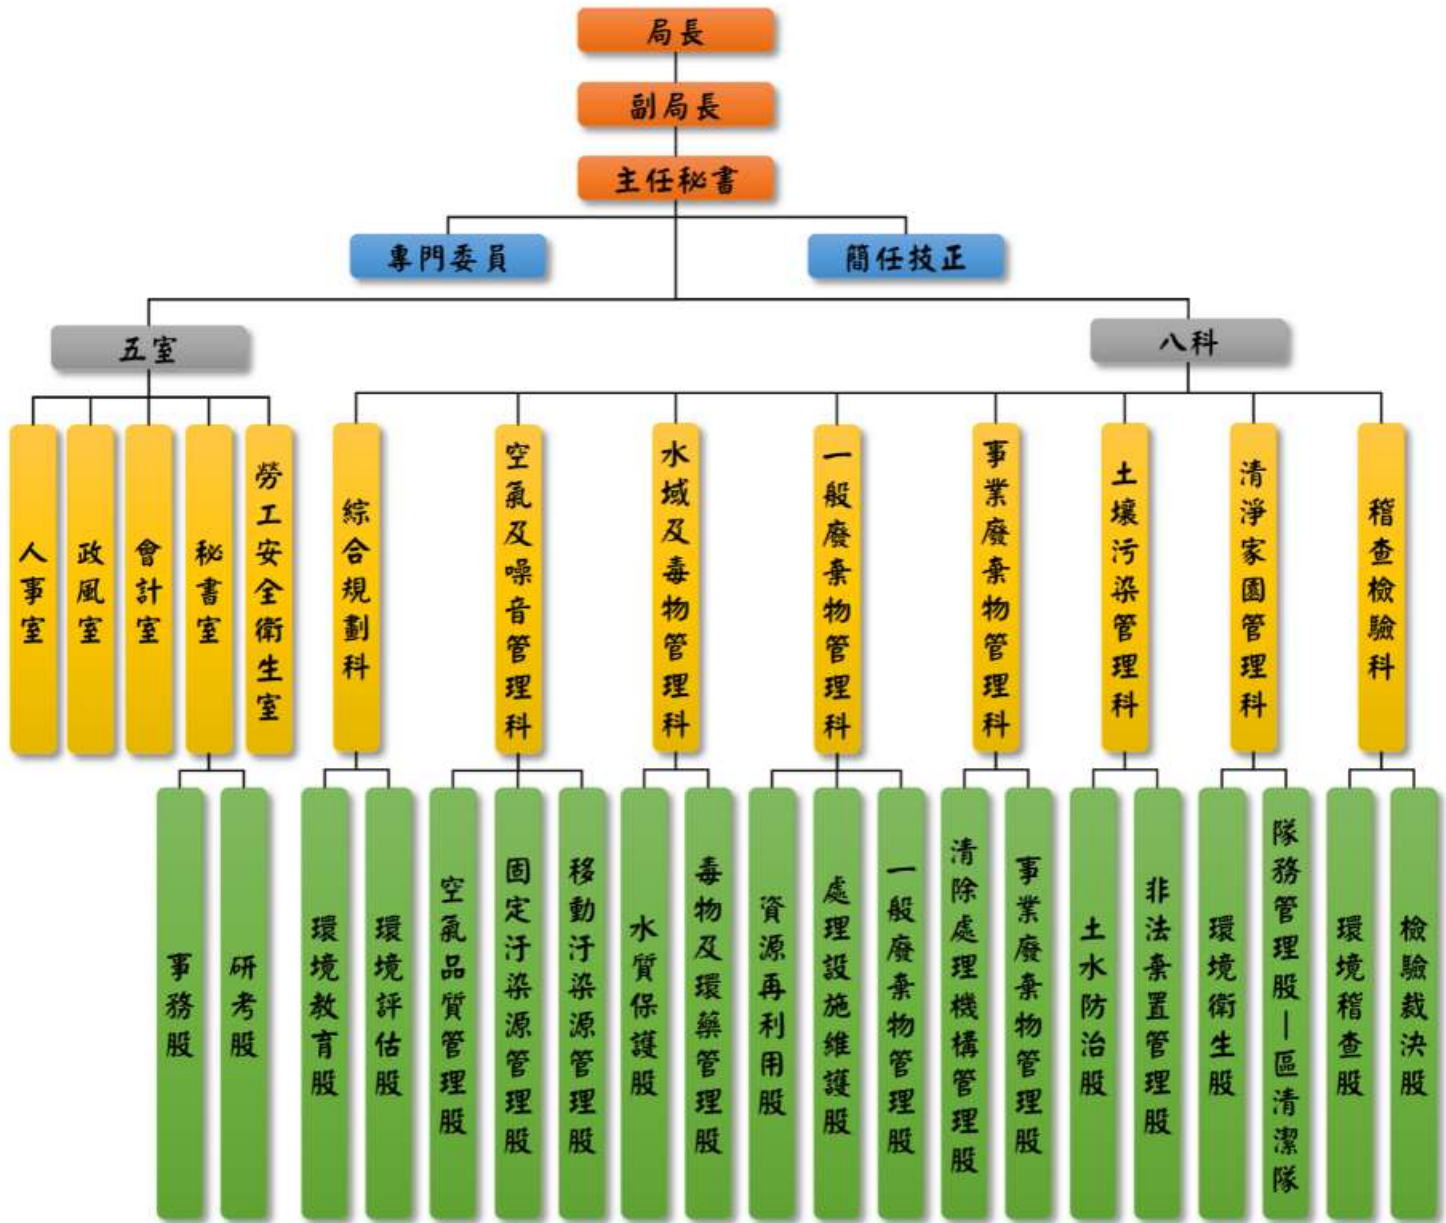 局長
副局長
主任秘書
專門委員
簡任技正
五室
八科
人事室
政風室
會計室
秘書室
勞工安全衛生室
綜合規劃科
空氣及噪音管理科
水域及毒物管理科
一般廢棄物管理科
事業廢棄物管理科
土壤污染管理科
清淨家園管理科
稽查檢驗科
事務股
研考股
環境教育股
環境評估股
空氣品質管理股
固定汙染源管理股
移動汙染源管理股
水質保護股
毒物及環藥管理股
資源再利用股
處理設施維護股
一般廢棄物管理股
清除處理機構管理股
事業廢棄物管理股
土水防治股
非法棄置管理股
環境衛生股
隊務管理股—區清潔隊
環境稽查股
檢驗裁決股